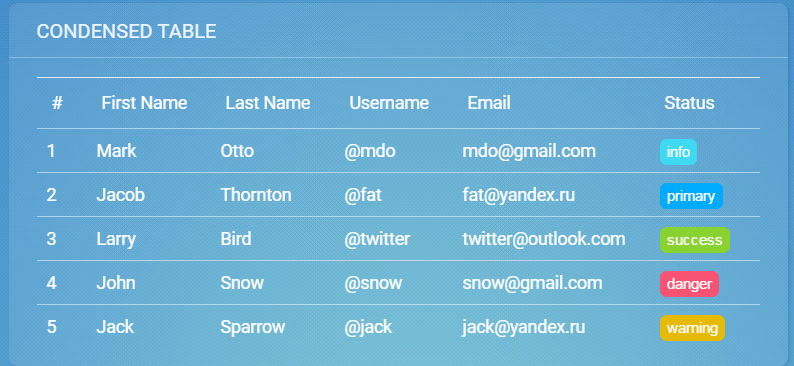 CONDENSED TABLE
# First Name Last Name Username Email Status
1 Mark Otto @mdo mdo@gmail.com info
2 Jacob Thornton @fat fat@yandex.ru primary
3 Larry Bird @twitter twitter@outlook.com success
4 John Snow @snow snow@gmail.com danger
5 Jack Sparrow @jack jack@yandex.ru warning